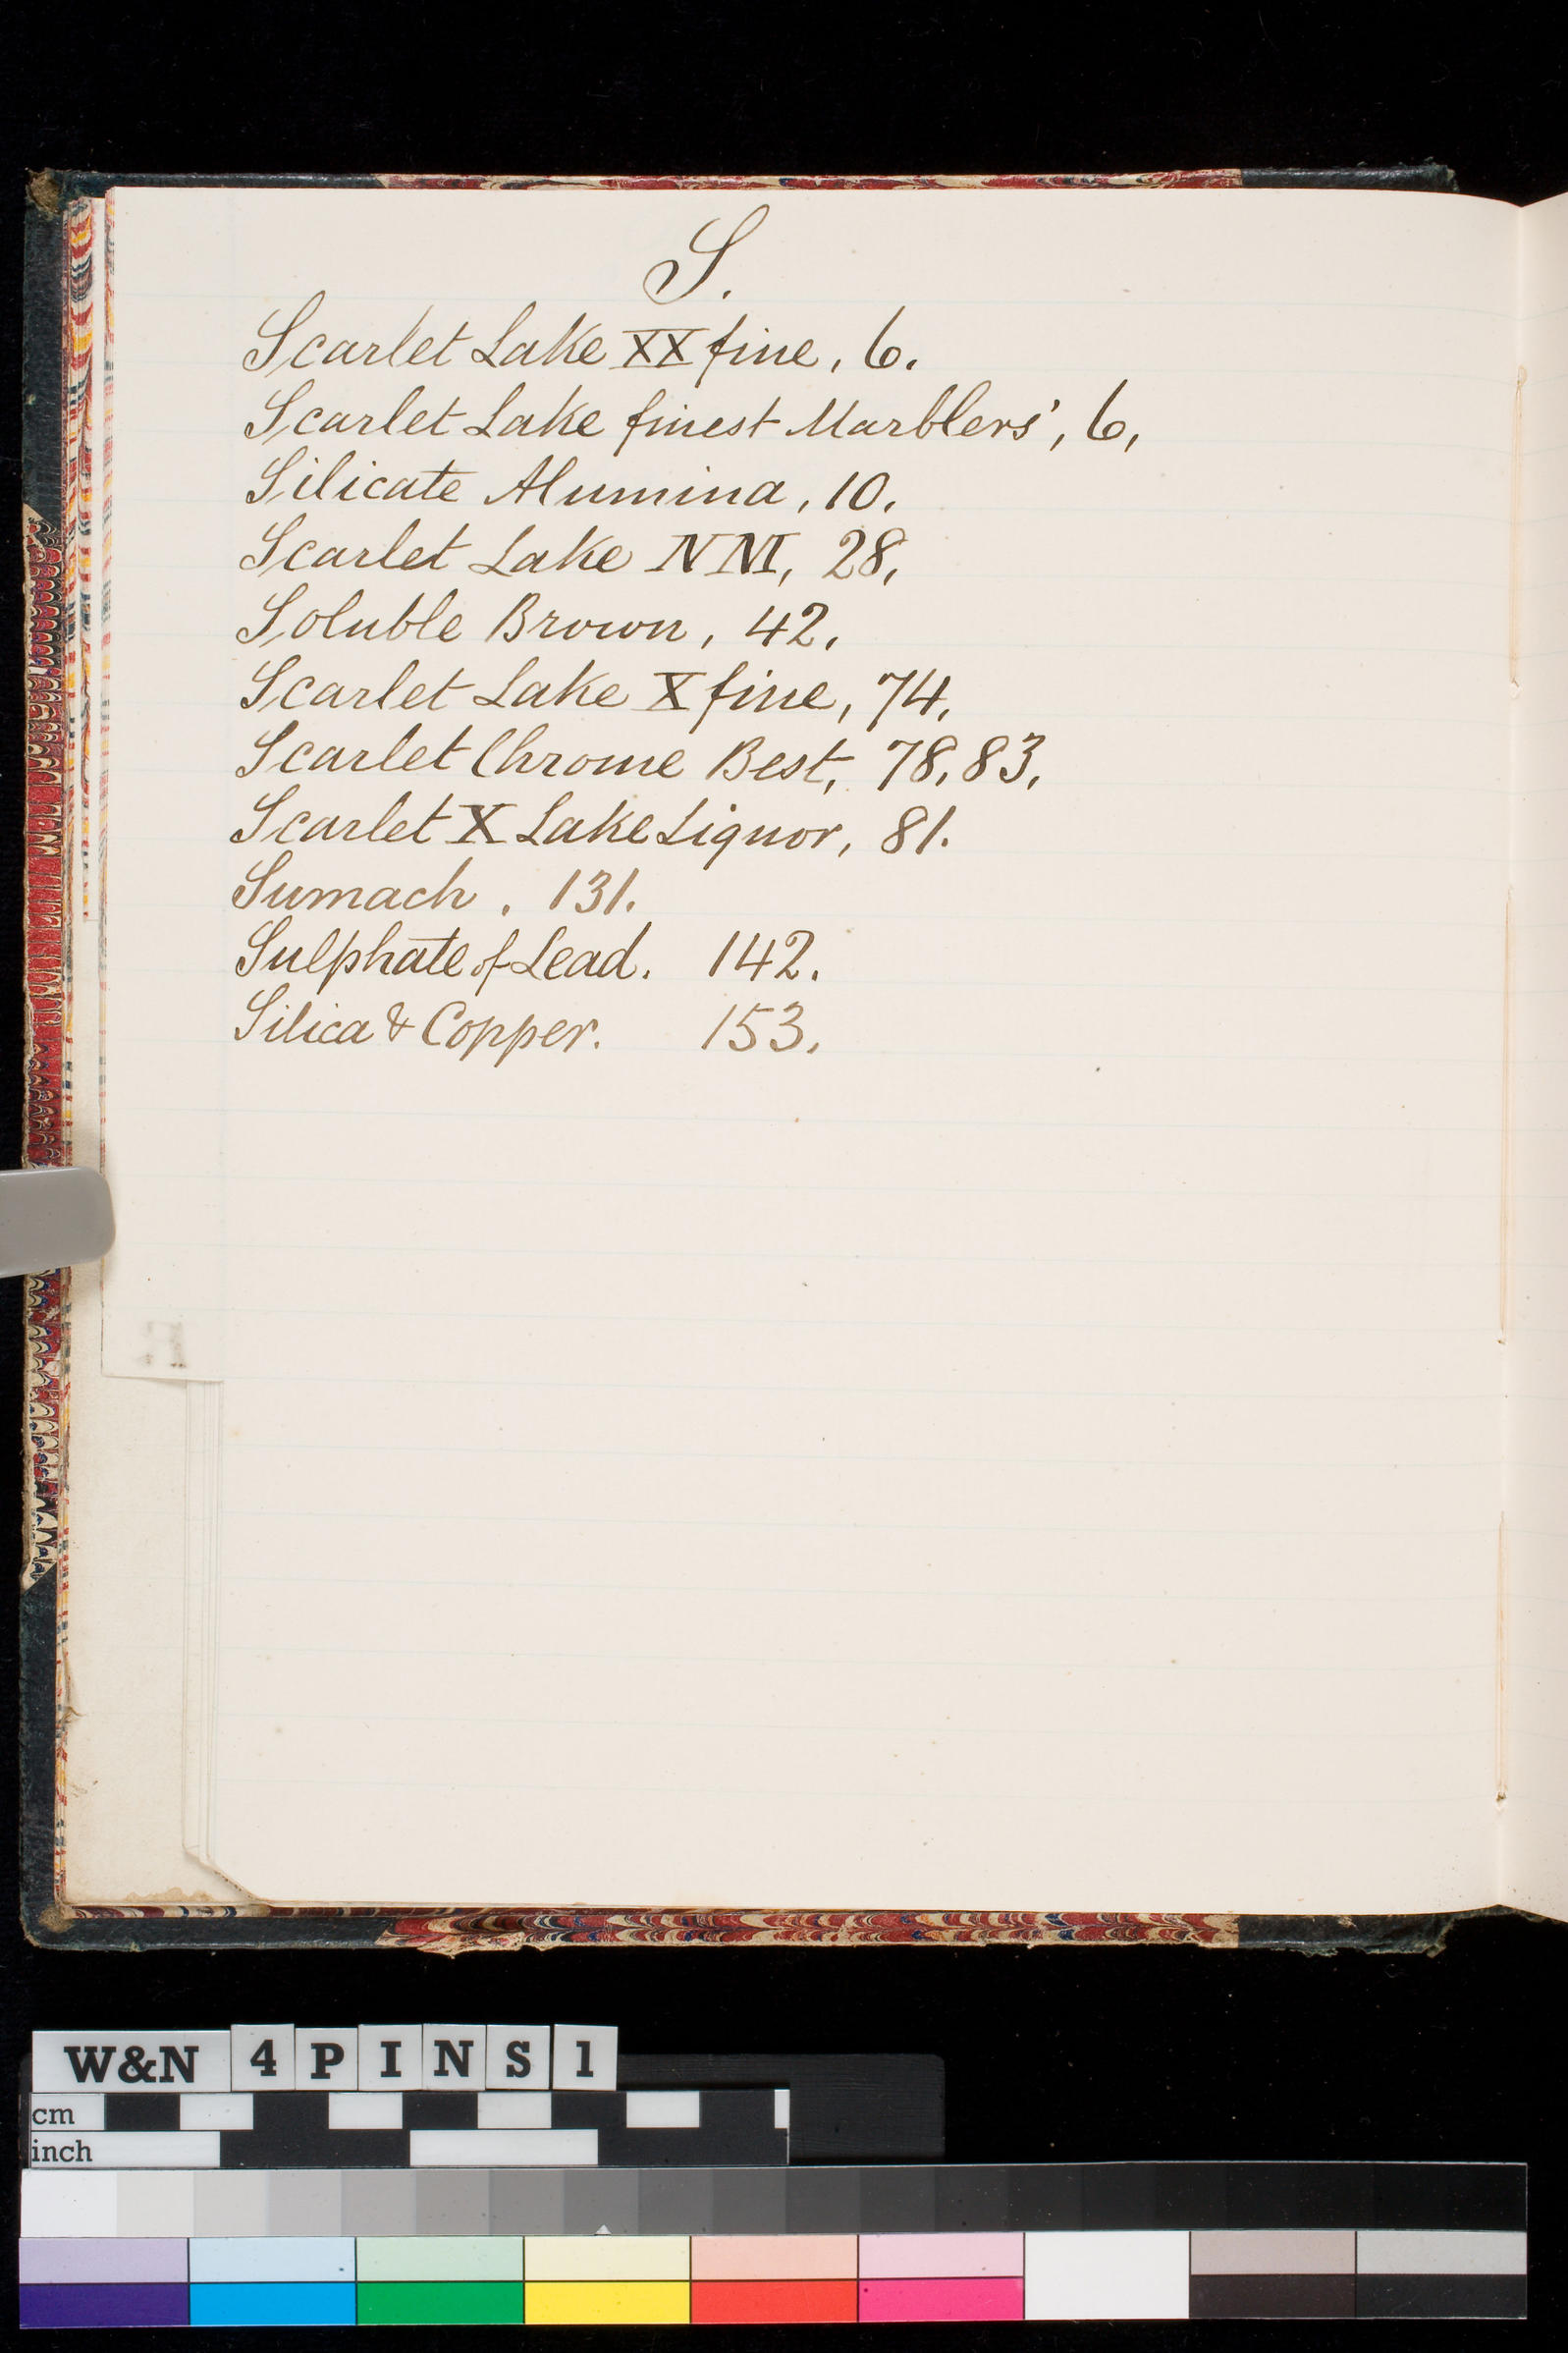 S.
Scarlet Lake XX fine, 6.
Scarlet Lake finest Marblers', 6,
Silicate Alumina, 10.
Scarlet Lake NM, 28,
Soluble Brown, 42.
Scarlet Lake X fine, 74,
Scarlet Chrome Best, 78, 83,
Scarlet X Lake Liquor, 81.
Sumach. 131.
Sulphate of Lead. 142.
Silica & Copper. 153.
W&N 4 P I N S 1
cm
inch